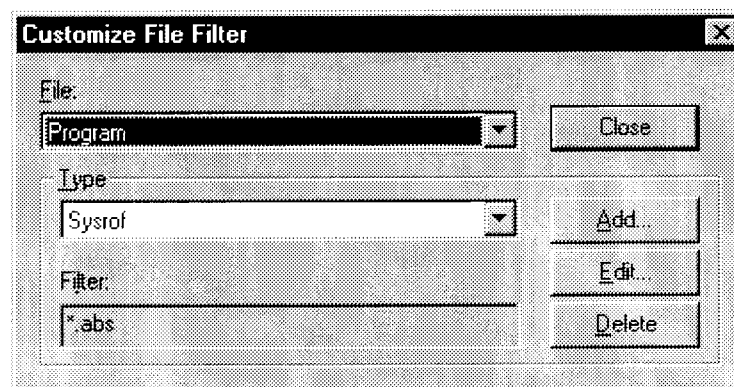 Customize File Filter
File:
Program
Close
Type
Sysrof
Add...
Filter:
Edit...
*.abs
Delete